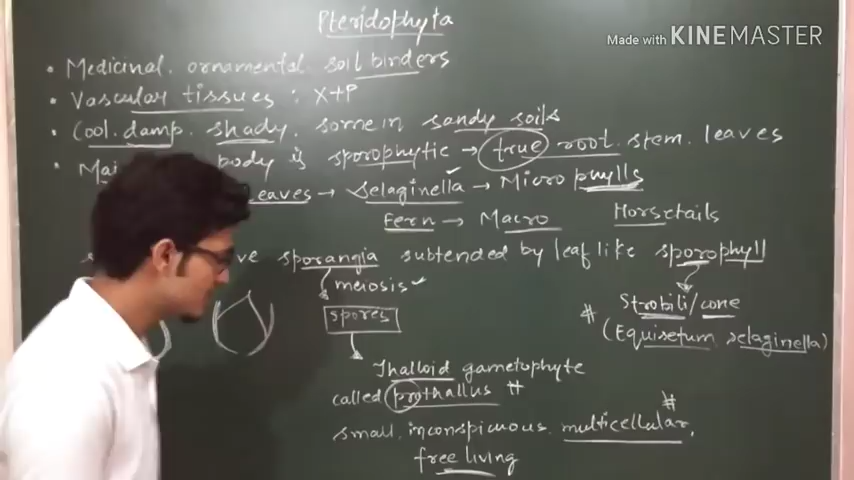 Pteridophyta
Made with KINEMASTER
• Medicinal. ornamental. soil binders
• Vascular tissues : X+P
• Cool. damp. shady. some in sandy soils
• body is sporophytic → true root. stem. leaves
Leaves → Selaginella → Microphylls
Fern → Macro Horsetails
sporangia subtended by leaf like sporophyll
meiosis ✓
Strobili/cone
#
spores
(Equisetum, selaginella)
Thalloid gametophyte
called prothallus #
#
small. inconspicuous. multicellular,
free living